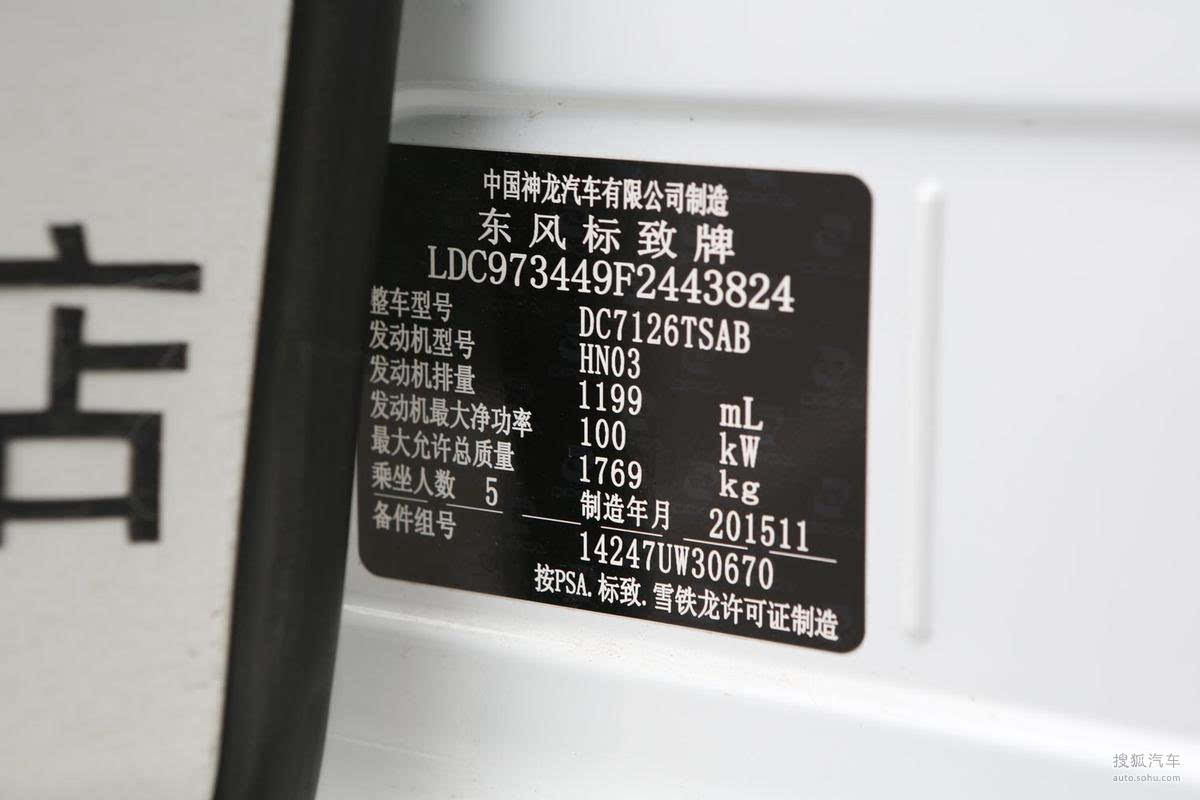 中国神龙汽车有限公司制造
东风标致牌
LDC973449F2443824
整车型号 DC7126TSAB
发动机型号 HN03
发动机排量 1199 mL
发动机最大净功率 100 kW
最大允许总质量 1769 kg
乘坐人数 5 制造年月 201511
备件组号 14247UW30670
按PSA.标致.雪铁龙许可证制造
搜狐汽车
auto.sohu.com